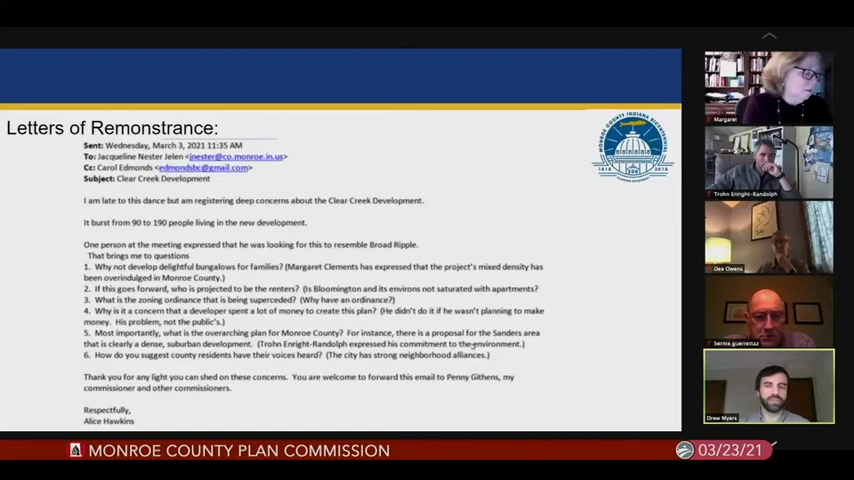 Letters of Remonstrance:
Sent: Wednesday, March 3, 2021 11:35 AM
To: Jacqueline Nester Jelen <jnester@co.monroe.in.us>
Cc: Carol Edmonds <edmondsbc@gmail.com>
Subject: Clear Creek Development
I am late to this dance but am registering deep concerns about the Clear Creek Development.
It burst from 90 to 190 people living in the new development.
One person at the meeting expressed that he was looking for this to resemble Broad Ripple.
That brings me to questions
1. Why not develop delightful bungalows for families? (Margaret Clements has expressed that the project's mixed density has
been overindulged in Monroe County.)
2. If this goes forward, who is projected to be the renters? (Is Bloomington and its environs not saturated with apartments?
3. What is the zoning ordinance that is being superceded? (Why have an ordinance?)
4. Why is it a concern that a developer spent a lot of money to create this plan? (He didn't do it if he wasn't planning to make
money. His problem, not the public's.)
5. Most importantly, what is the overarching plan for Monroe County? For instance, there is a proposal for the Sanders area
that is clearly a dense, suburban development. (Trohn Enright-Randolph expressed his commitment to the environment.)
6. How do you suggest county residents have their voices heard? (The city has strong neighborhood alliances.)
Thank you for any light you can shed on these concerns. You are welcome to forward this email to Penny Githens, my
commissioner and other commissioners.
Respectfully,
Alice Hawkins
MONROE COUNTY INDIANA BICENTENNIAL
1818
200
2018
Margaret
Trohn Enright-Randolph
Dee Owens
bernie.guerrettaz
Drew Myers
MONROE COUNTY PLAN COMMISSION
03/23/21